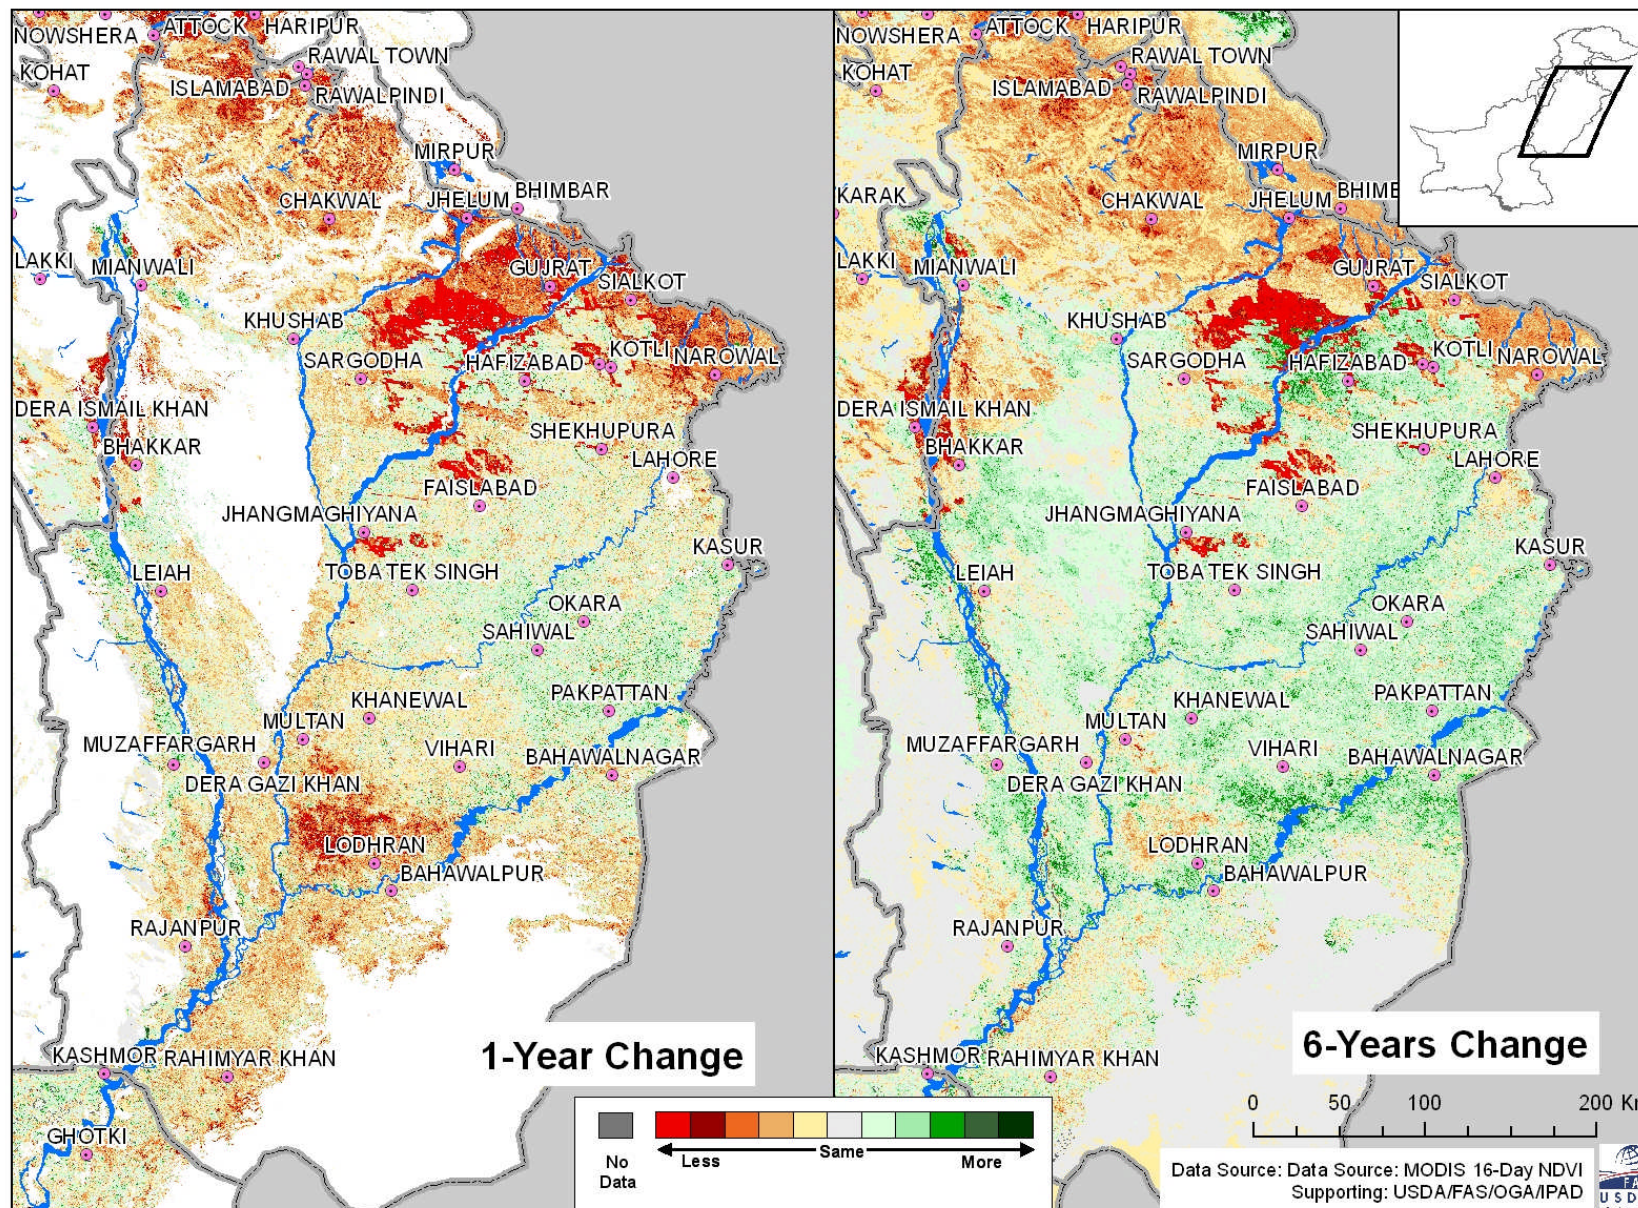 NOWSHERA
ATTOCK
HARIPUR
KOHAT
RAWAL TOWN
ISLAMABAD
RAWALPINDI
MIRPUR
CHAKWAL
JHELUM
BHIMBAR
LAKKI
MIANWALI
GUJRAT
SIALKOT
KHUSHAB
SARGODHA
HAFIZABAD
KOTLI
NAROWAL
DERA ISMAIL KHAN
BHAKKAR
SHEKHUPURA
LAHORE
FAISLABAD
JHANGMAGHIYANA
KASUR
LEIAH
TOBA TEK SINGH
OKARA
SAHIWAL
KHANEWAL
PAKPATTAN
MULTAN
MUZAFFARGARH
VIHARI
BAHAWALNAGAR
DERA GAZI KHAN
LODHRAN
BAHAWALPUR
RAJANPUR
KASHMOR
RAHIMYAR KHAN
GHOTKI
1-Year Change
NOWSHERA
ATTOCK
HARIPUR
KOHAT
RAWAL TOWN
ISLAMABAD
RAWALPINDI
MIRPUR
KARAK
CHAKWAL
JHELUM
BHIMB
LAKKI
MIANWALI
GUJRAT
SIALKOT
KHUSHAB
SARGODHA
HAFIZABAD
KOTLI
NAROWAL
DERA ISMAIL KHAN
BHAKKAR
SHEKHUPURA
LAHORE
FAISLABAD
JHANGMAGHIYANA
KASUR
LEIAH
TOBA TEK SINGH
OKARA
SAHIWAL
KHANEWAL
PAKPATTAN
MULTAN
MUZAFFARGARH
VIHARI
BAHAWALNAGAR
DERA GAZI KHAN
LODHRAN
BAHAWALPUR
RAJANPUR
KASHMOR
RAHIMYAR KHAN
6-Years Change
0 50 100 200 K
No Data
Less
Same
More
Data Source: Data Source: MODIS 16-Day NDVI
Supporting: USDA/FAS/OGA/IPAD
FA
USD